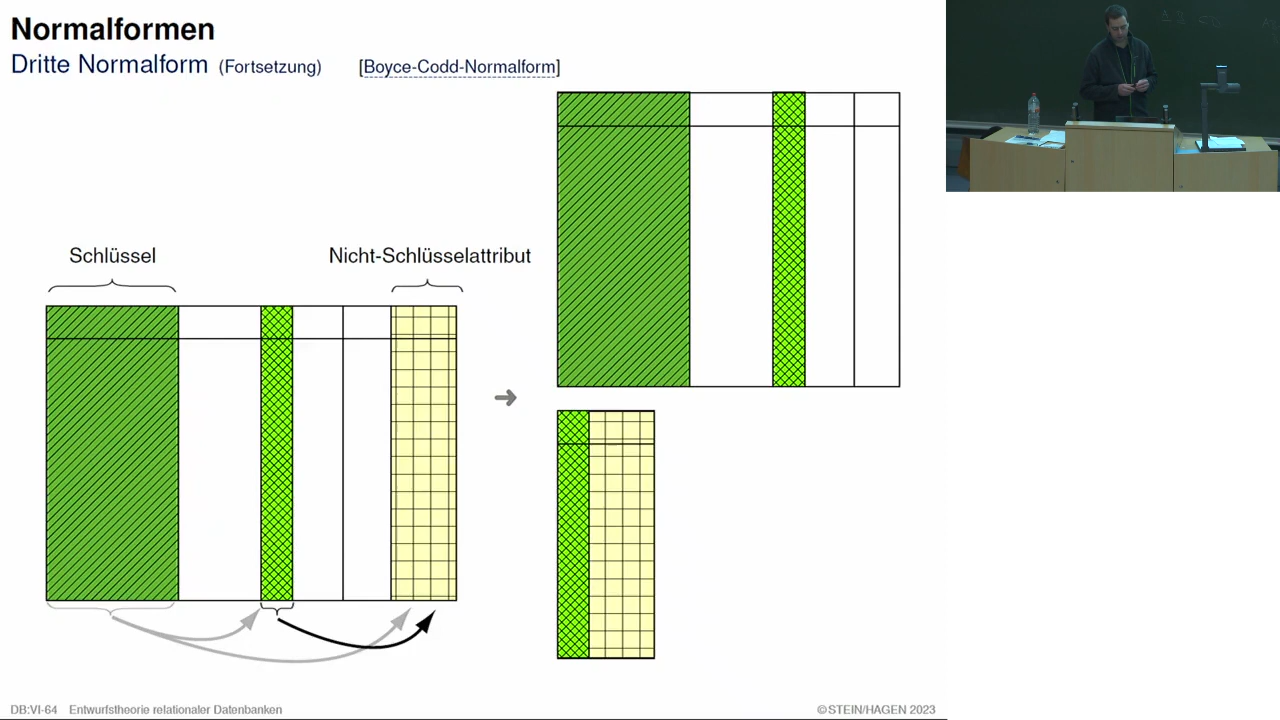 Normalformen
Dritte Normalform (Fortsetzung) [Boyce-Codd-Normalform]
Schlüssel
Nicht-Schlüsselattribut
DB:VI-64 Entwurfstheorie relationaler Datenbanken
©STEIN/HAGEN 2023